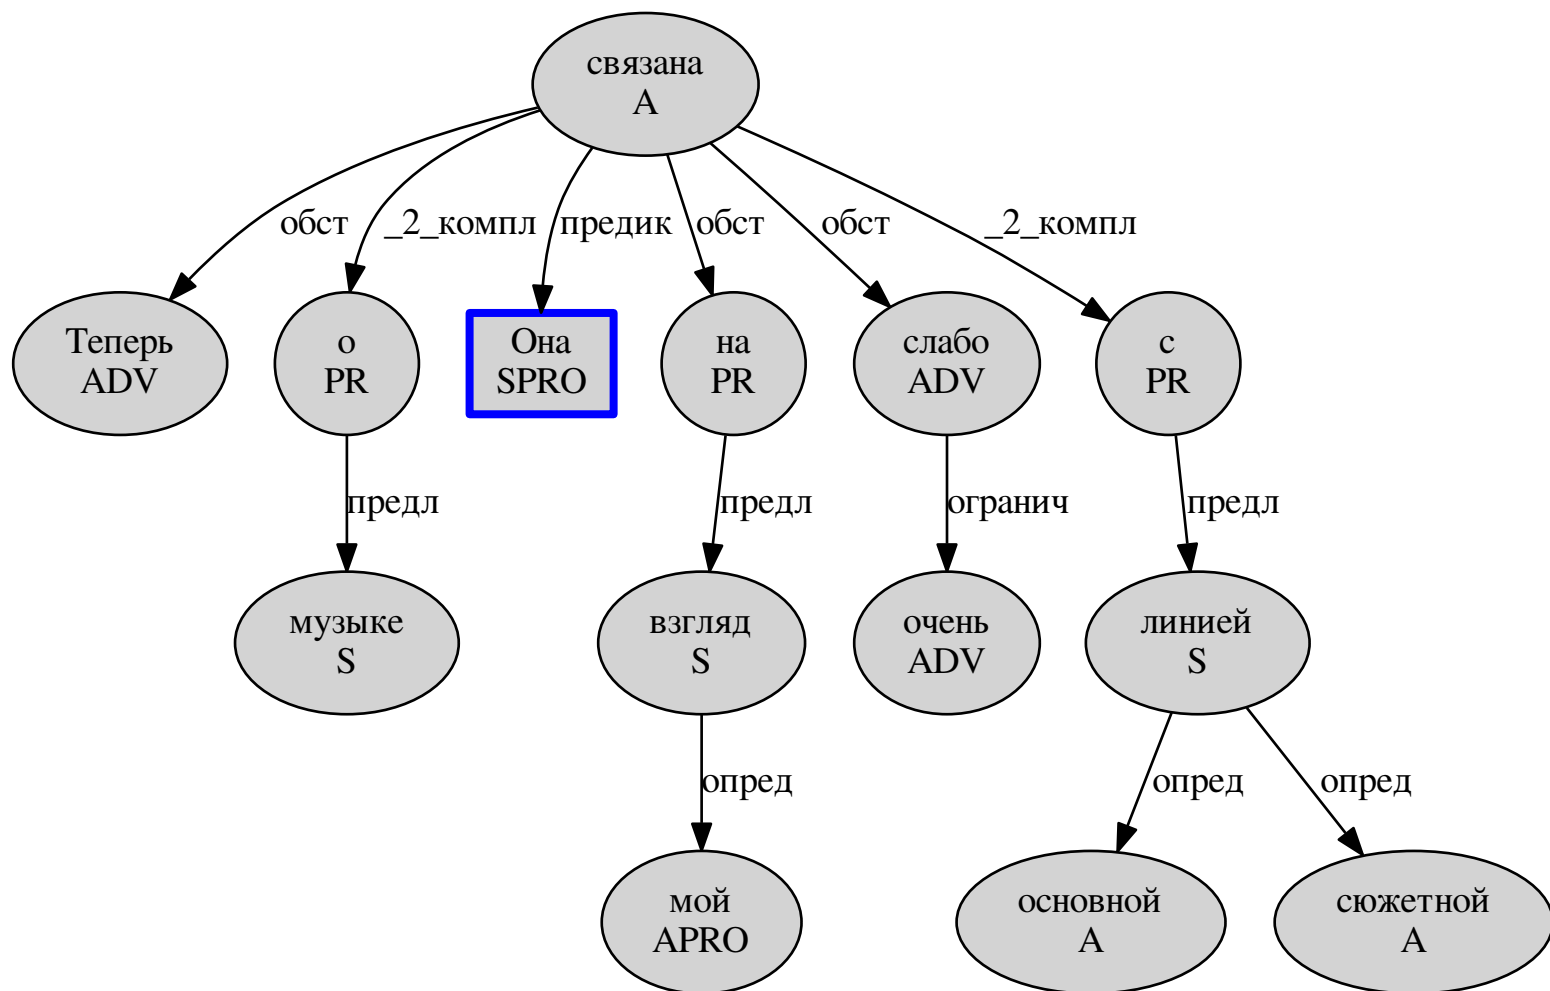 связана
A
обст
_2_компл
предик
обст
обст
_2_компл
Теперь
ADV
о
PR
Она
SPRO
на
PR
слабо
ADV
с
PR
предл
предл
огранич
предл
музыке
S
взгляд
S
очень
ADV
линией
S
опред
опред
опред
мой
APRO
основной
A
сюжетной
A